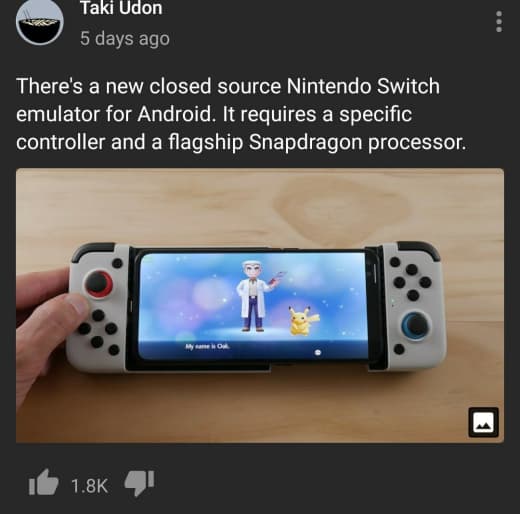 Taki Udon
5 days ago
There's a new closed source Nintendo Switch
emulator for Android. It requires a specific
controller and a flagship Snapdragon processor.
My name is Oak.
1.8K